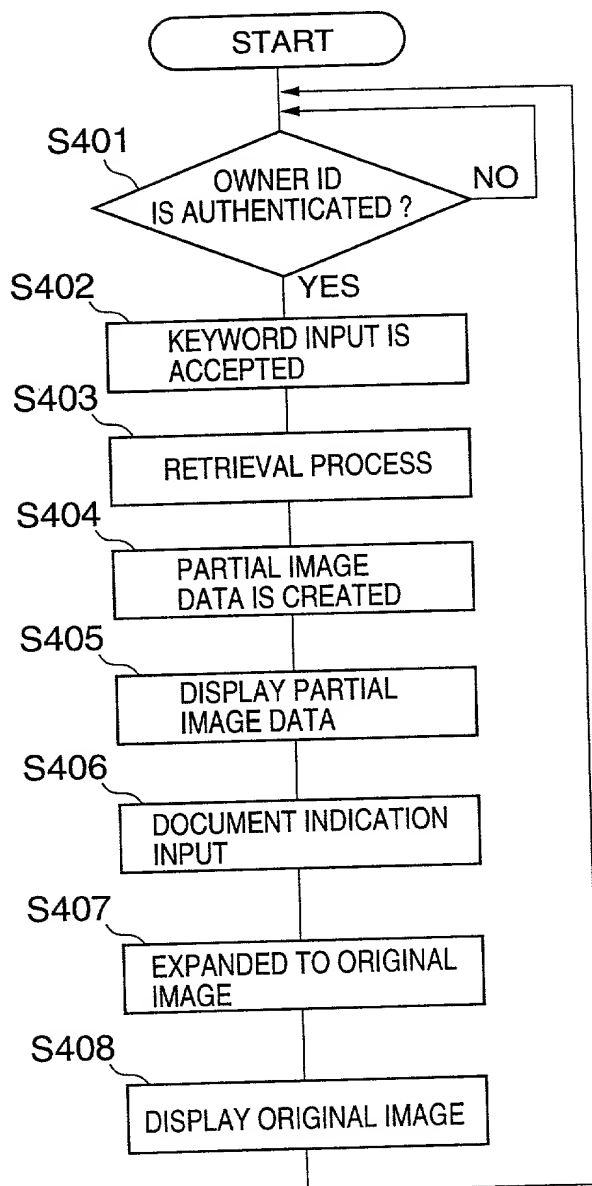 START
S401
OWNER ID
IS AUTHENTICATED ?
NO
YES
S402
KEYWORD INPUT IS
ACCEPTED
S403
RETRIEVAL PROCESS
S404
PARTIAL IMAGE
DATA IS CREATED
S405
DISPLAY PARTIAL
IMAGE DATA
S406
DOCUMENT INDICATION
INPUT
S407
EXPANDED TO ORIGINAL
IMAGE
S408
DISPLAY ORIGINAL IMAGE